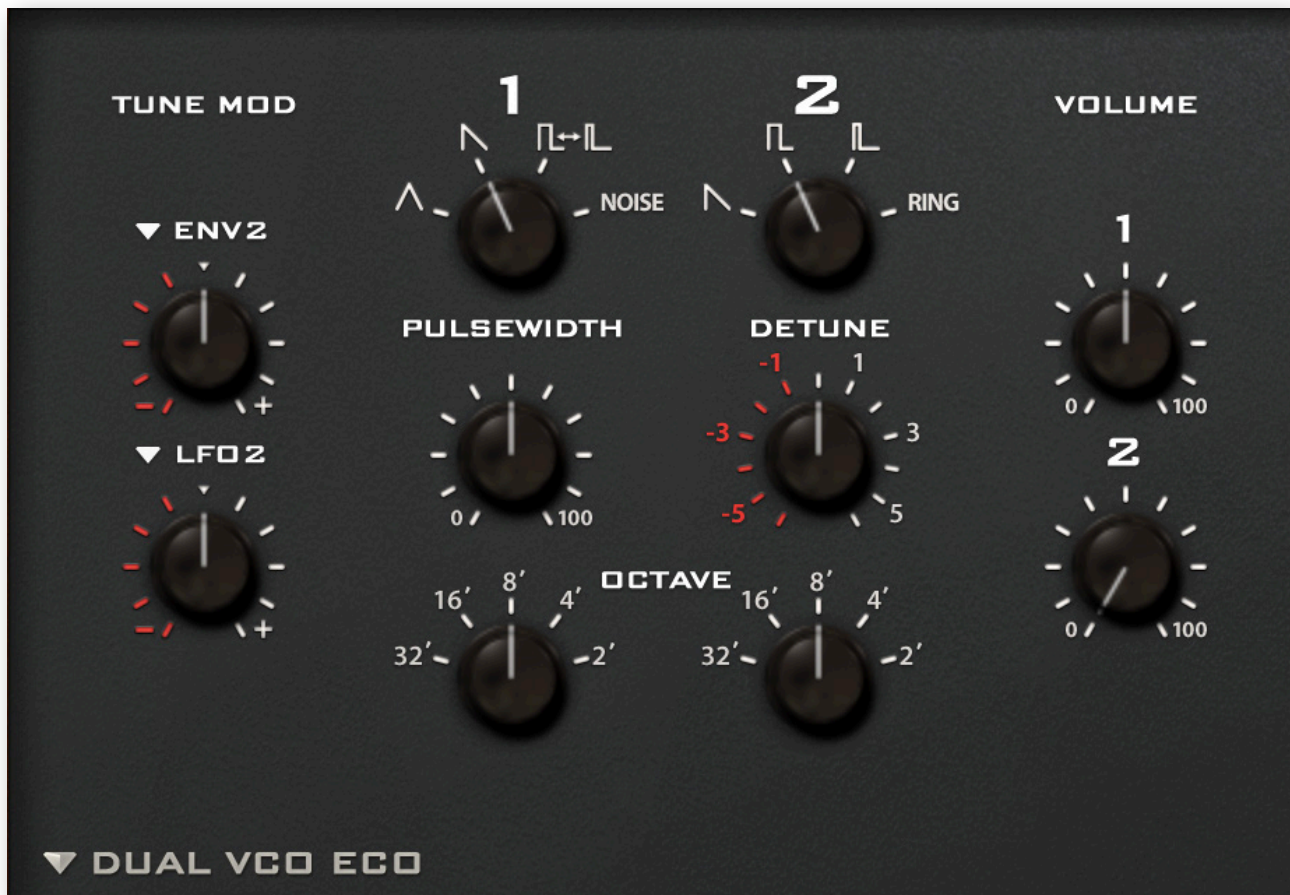 TUNE MOD
1
2
VOLUME
NOISE
RING
ENV2
1
PULSEWIDTH
DETUNE
-1
1
-3
3
-5
5
+
0
100
LFO2
2
0
100
OCTAVE
32′
16′
8′
4′
2′
32′
16′
8′
4′
2′
+
0
100
DUAL VCO ECO